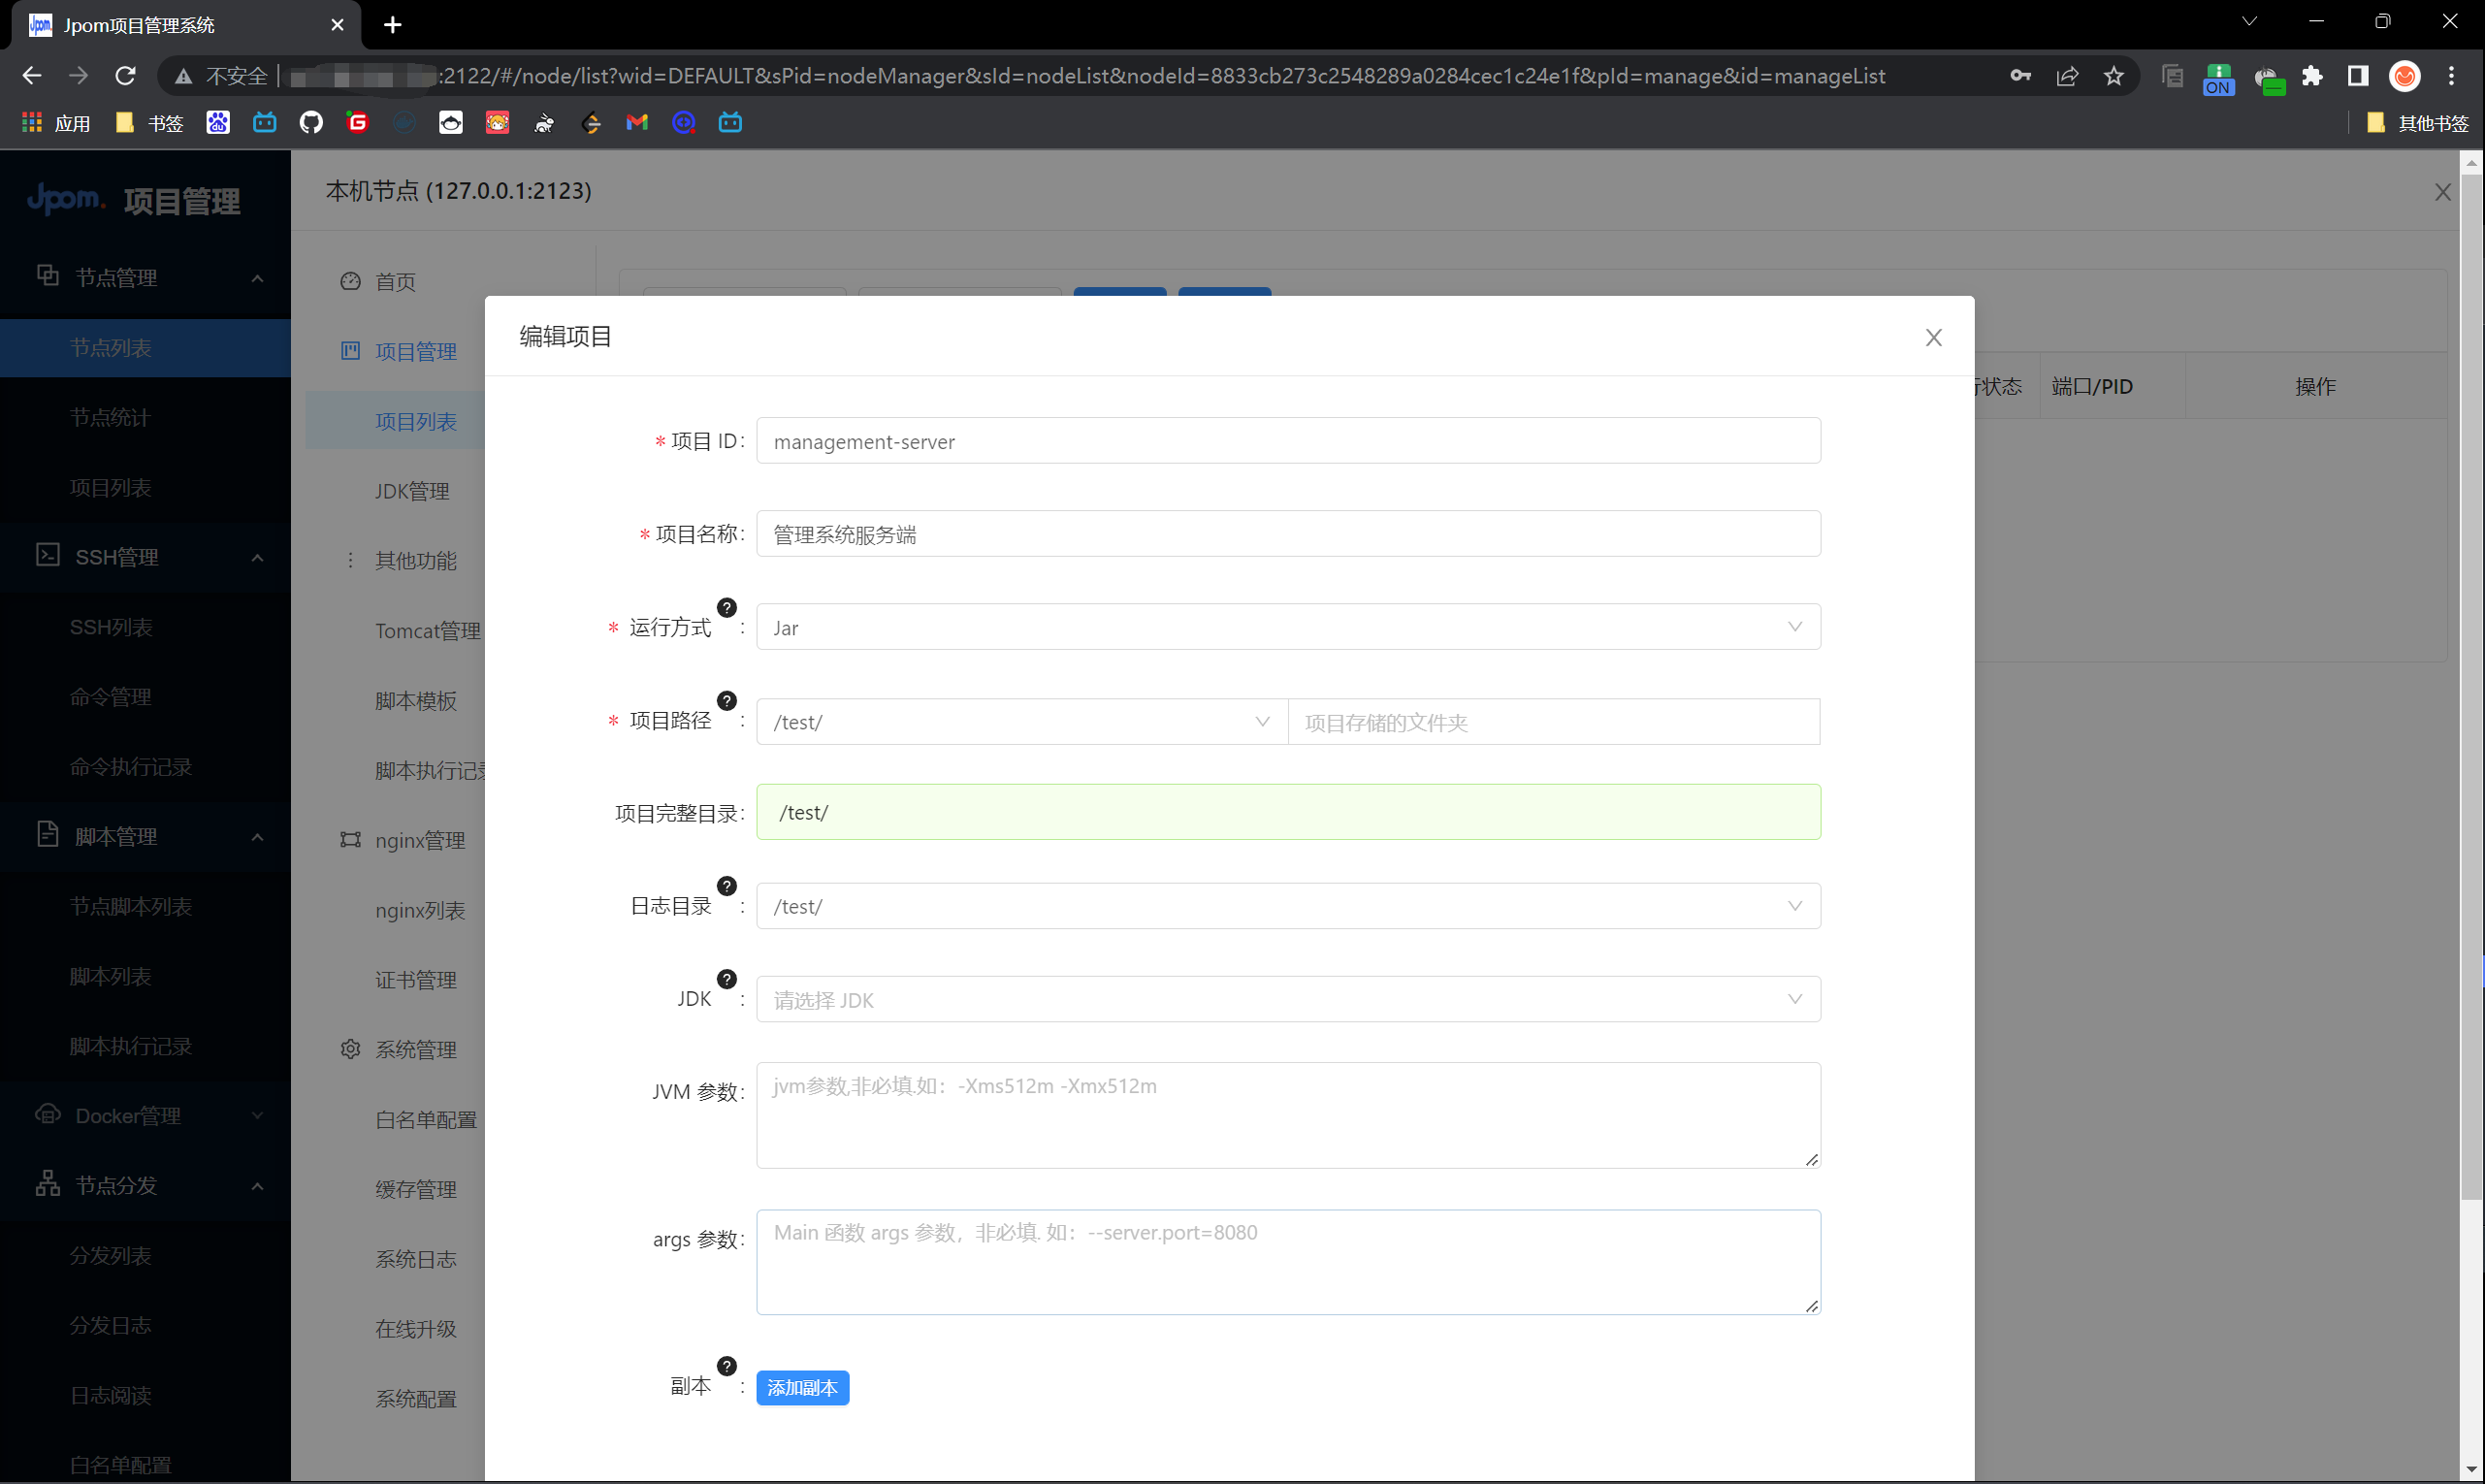 Jpom项目管理系统
不安全
:2122/#/node/list?wid=DEFAULT&sPid=nodeManager&sId=nodeList&nodeId=8833cb273c2548289a0284cec1c24e1f&pId=manage&id=manageList
ON
应用
书签
其他书签
Jpom. 项目管理
节点管理
节点列表
节点统计
项目列表
SSH管理
SSH列表
命令管理
命令执行记录
脚本管理
节点脚本列表
脚本列表
脚本执行记录
Docker管理
节点分发
分发列表
分发日志
日志阅读
白名单配置
本机节点 (127.0.0.1:2123)
首页
项目管理
项目列表
JDK管理
其他功能
Tomcat管理
脚本模板
脚本执行记录
nginx管理
nginx列表
证书管理
系统管理
白名单配置
缓存管理
系统日志
在线升级
系统配置
行状态
端口/PID
操作
编辑项目
* 项目 ID: management-server
* 项目名称: 管理系统服务端
* 运行方式 : Jar
* 项目路径 : /test/ 项目存储的文件夹
项目完整目录: /test/
日志目录 : /test/
JDK : 请选择 JDK
JVM 参数: jvm参数,非必填.如：-Xms512m -Xmx512m
args 参数: Main 函数 args 参数，非必填. 如：--server.port=8080
副本 : 添加副本